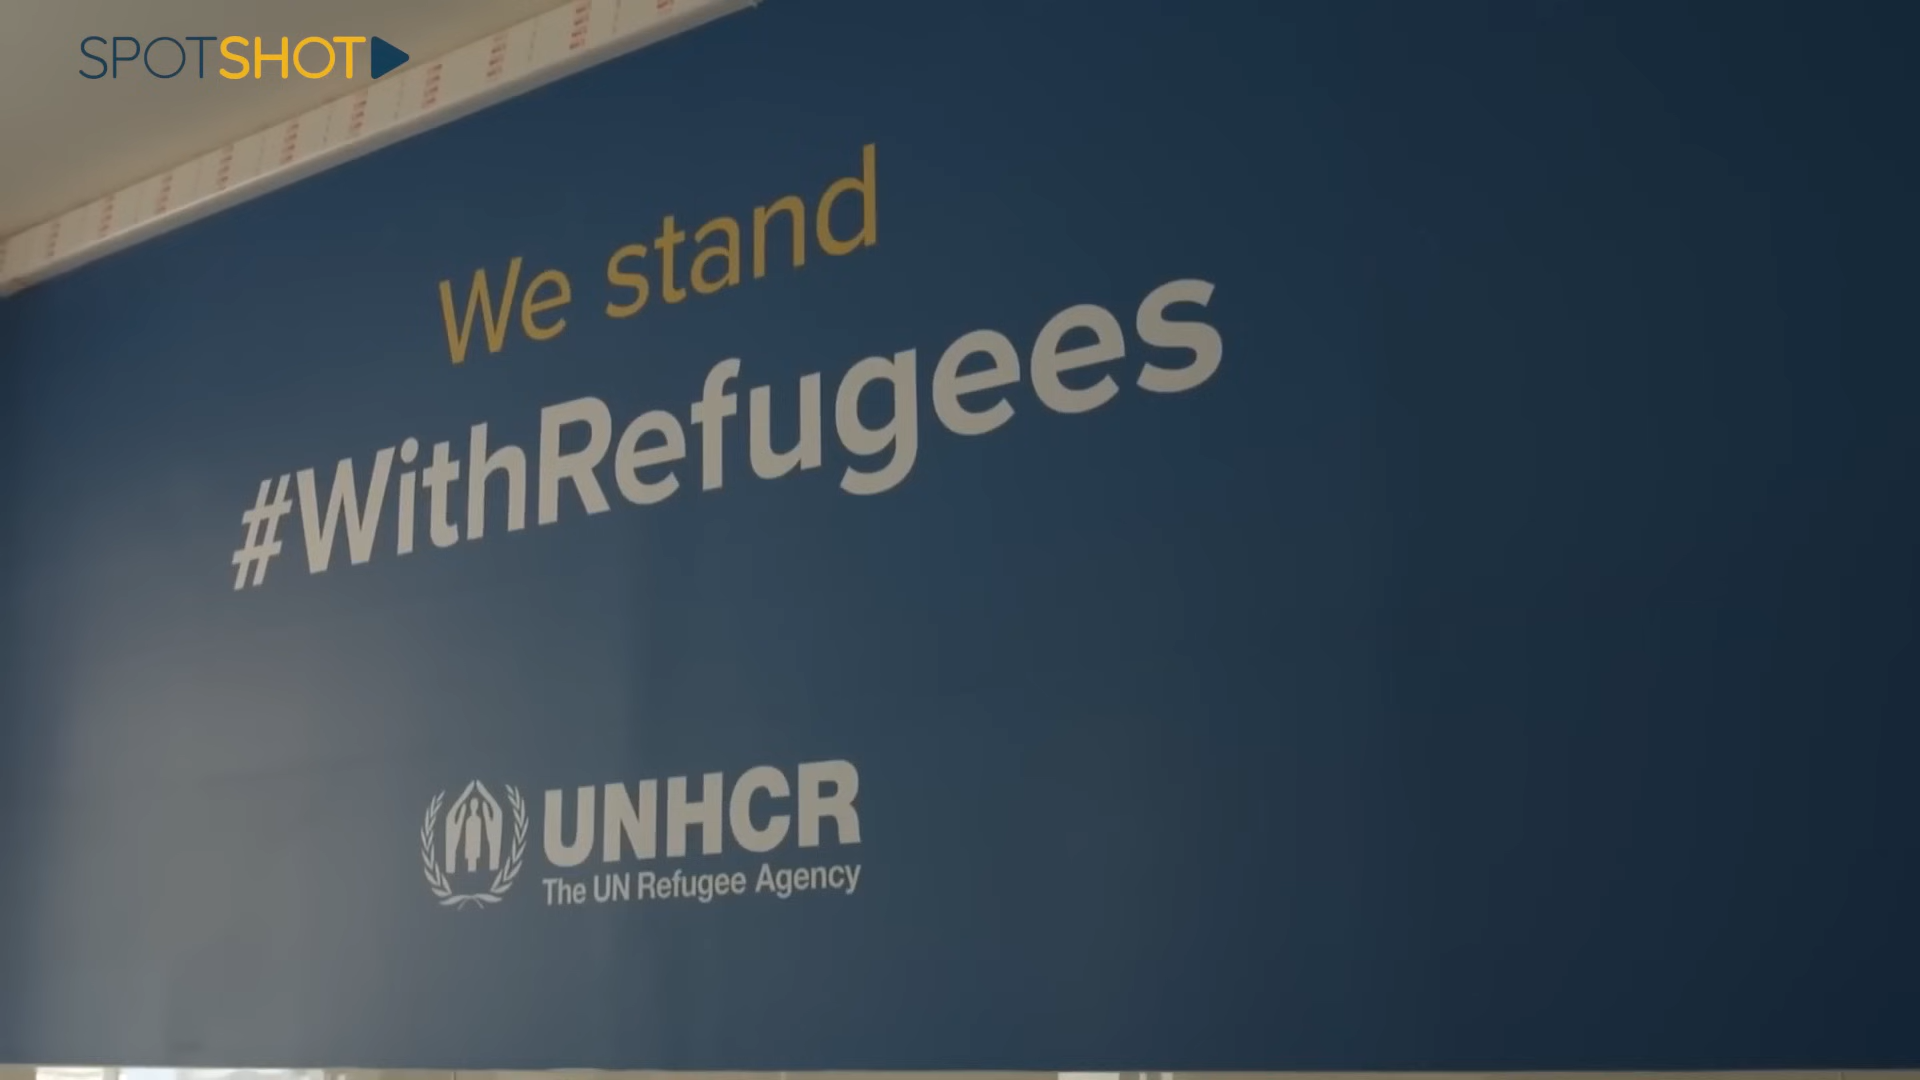 SPOTSHOT
We stand
#WithRefugees
UNHCR
The UN Refugee Agency